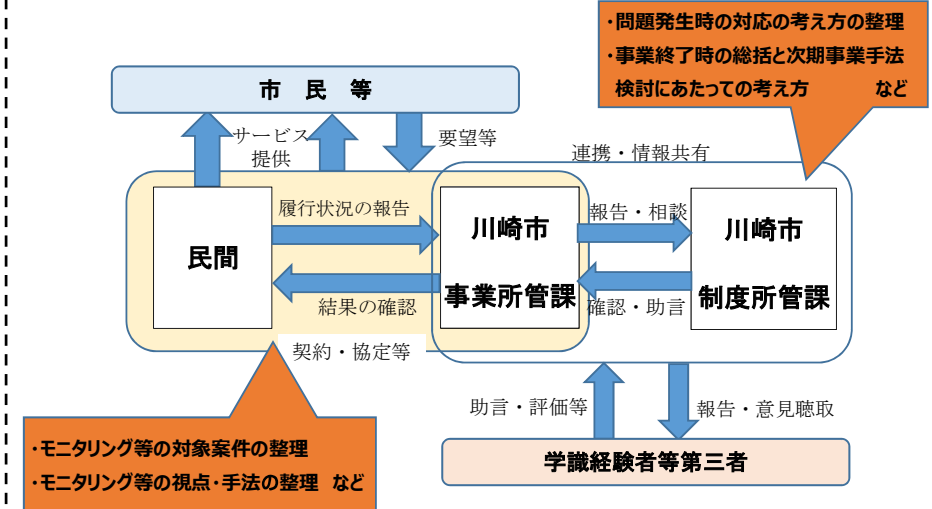 ・問題発生時の対応の考え方の整理
・事業終了時の総括と次期事業手法
検討にあたっての考え方 など
市 民 等
サービス
提供
要望等
連携・情報共有
履行状況の報告
報告・相談
民間
川崎市
事業所管課
川崎市
制度所管課
結果の確認
確認・助言
契約・協定等
助言・評価等
報告・意見聴取
・モニタリング等の対象案件の整理
・モニタリング等の視点・手法の整理 など
学識経験者等第三者